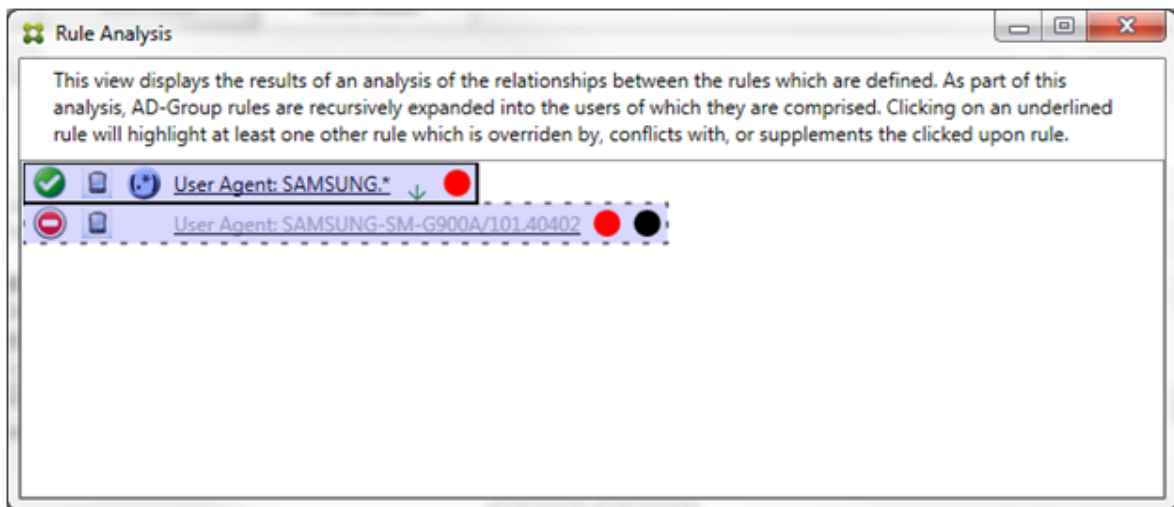 Rule Analysis
This view displays the results of an analysis of the relationships between the rules which are defined. As part of this
analysis, AD-Group rules are recursively expanded into the users of which they are comprised. Clicking on an underlined
rule will highlight at least one other rule which is overriden by, conflicts with, or supplements the clicked upon rule.
(.*) User Agent: SAMSUNG.*
User Agent: SAMSUNG-SM-G900A/101.40402